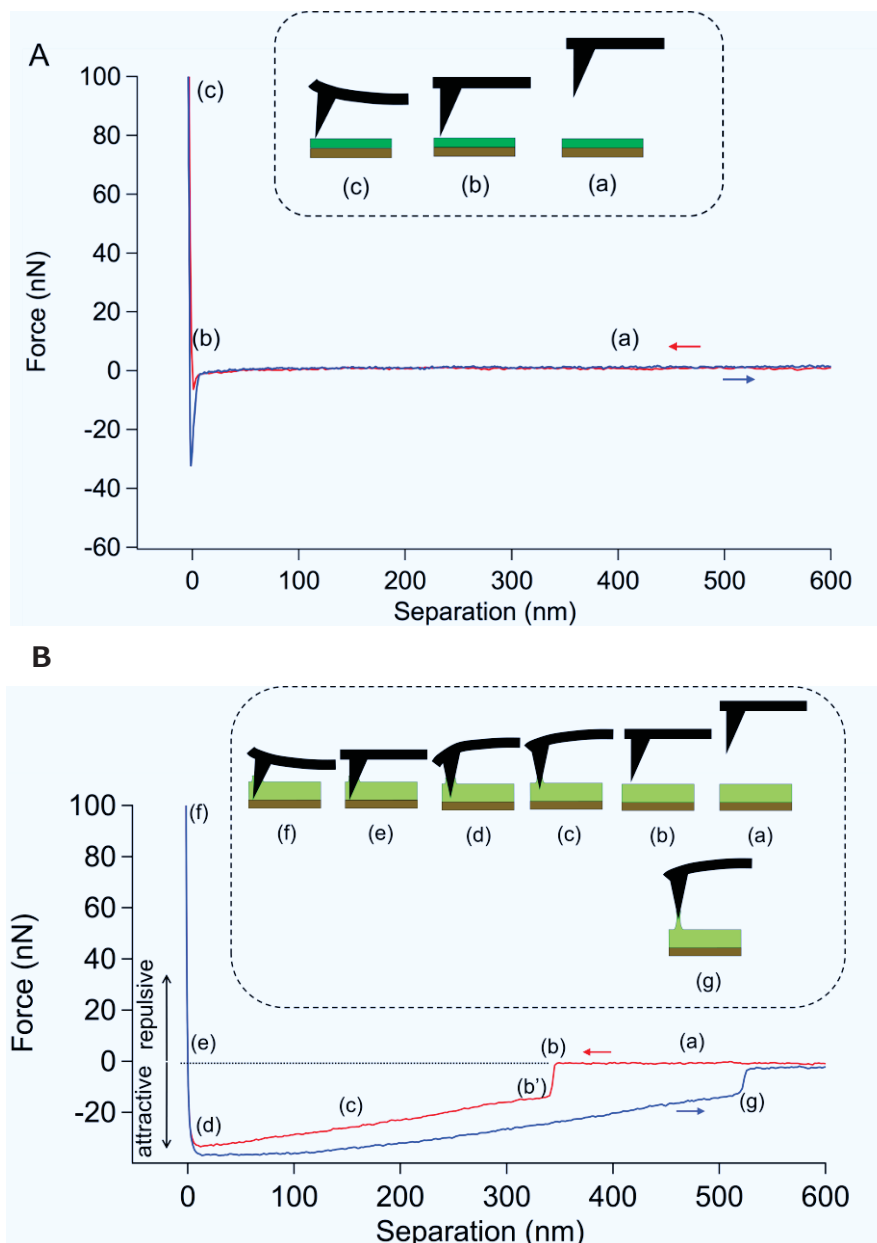 A
100
80
60
40
20
0
-20
-40
-60
Force (nN)
(c)
(b)
(a)
(c)
(b)
(a)
0
100
200
300
400
500
600
Separation (nm)
B
100
80
60
40
20
0
-20
Force (nN)
repulsive
attractive
(f)
(e)
(d)
(c)
(b)
(a)
(g)
(f)
(e)
(d)
(c)
(b')
(b)
(a)
(g)
0
100
200
300
400
500
600
Separation (nm)